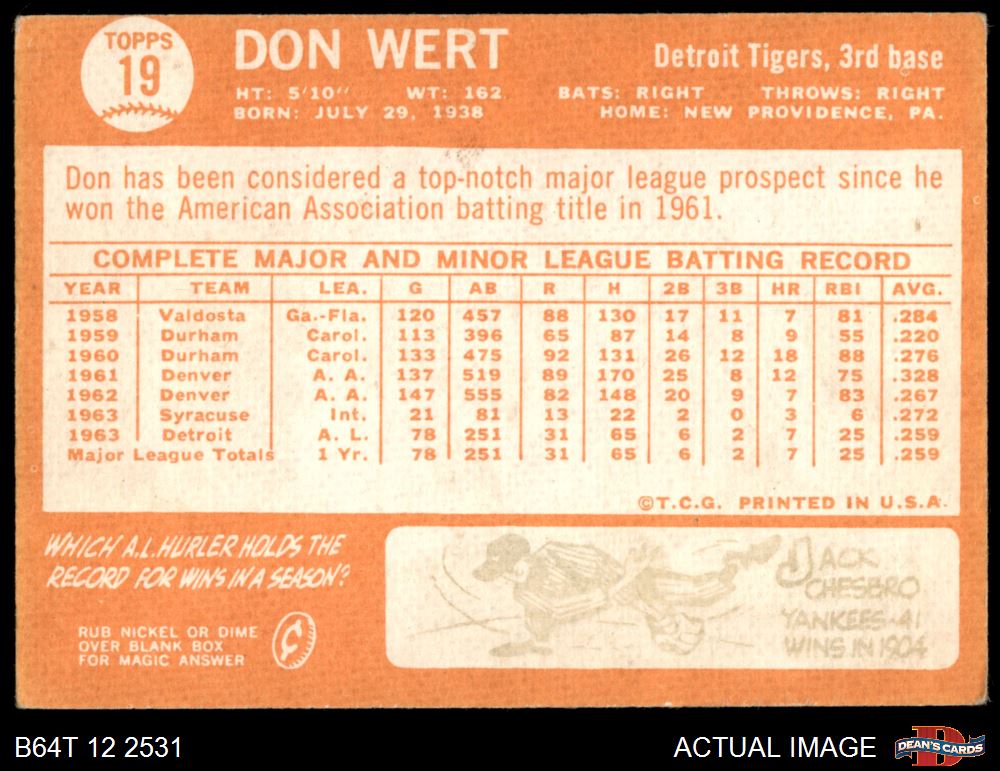 TOPPS
19
DON WERT
Detroit Tigers, 3rd base
HT: 5'10" WT: 162 BATS: RIGHT THROWS: RIGHT
BORN: JULY 29, 1938 HOME: NEW PROVIDENCE, PA.
Don has been considered a top-notch major league prospect since he
won the American Association batting title in 1961.
COMPLETE MAJOR AND MINOR LEAGUE BATTING RECORD
YEAR TEAM LEA. G AB R H 2B 3B HR RBI AVG.
1958 Valdosta Ga.-Fla. 120 457 88 130 17 11 7 81 .284
1959 Durham Carol. 113 396 65 87 14 8 9 55 .220
1960 Durham Carol. 133 475 92 131 26 12 18 88 .276
1961 Denver A. A. 137 519 89 170 25 8 12 75 .328
1962 Denver A. A. 147 555 82 148 20 9 7 83 .267
1963 Syracuse Int. 21 81 13 22 2 0 3 6 .272
1963 Detroit A. L. 78 251 31 65 6 2 7 25 .259
Major League Totals 1 Yr. 78 251 31 65 6 2 7 25 .259
©T.C.G. PRINTED IN U.S.A.
WHICH A.L. HURLER HOLDS THE
RECORD FOR WINS IN A SEASON?
RUB NICKEL OR DIME
OVER BLANK BOX
FOR MAGIC ANSWER
¢
JACK
CHESBRO
YANKEES-41
WINS IN 1904
B64T 12 2531
ACTUAL IMAGE
D
DEAN'S CARDS